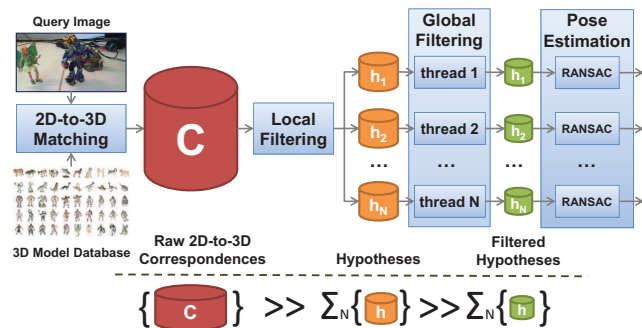 Query Image
2D-to-3D
Matching
3D Model Database
C
Local
Filtering
h1
h2
...
hN
Global
Filtering
thread 1
thread 2
...
thread N
h1
h2
...
hN
Pose
Estimation
RANSAC
RANSAC
...
RANSAC
Raw 2D-to-3D
Correspondences
Hypotheses
Filtered
Hypotheses
{ C } >> ΣN{ h } >> ΣN{ h }